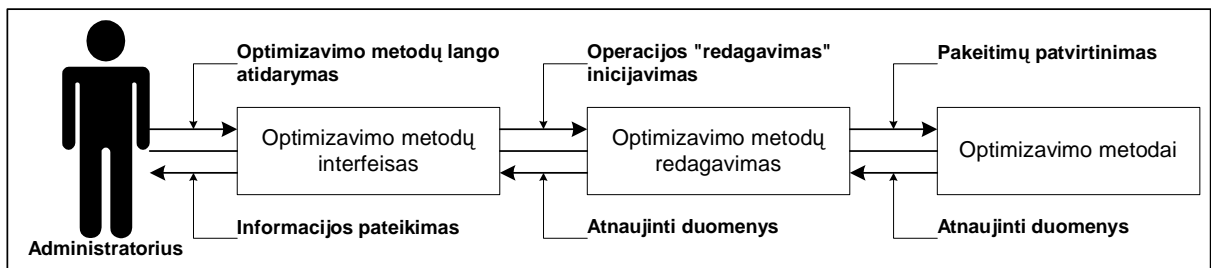 Optimizavimo metodų lango
atidarymas
Operacijos "redagavimas"
inicijavimas
Pakeitimų patvirtinimas
Optimizavimo metodų
interfeisas
Optimizavimo metodų
redagavimas
Optimizavimo metodai
Informacijos pateikimas
Atnaujinti duomenys
Atnaujinti duomenys
Administratorius